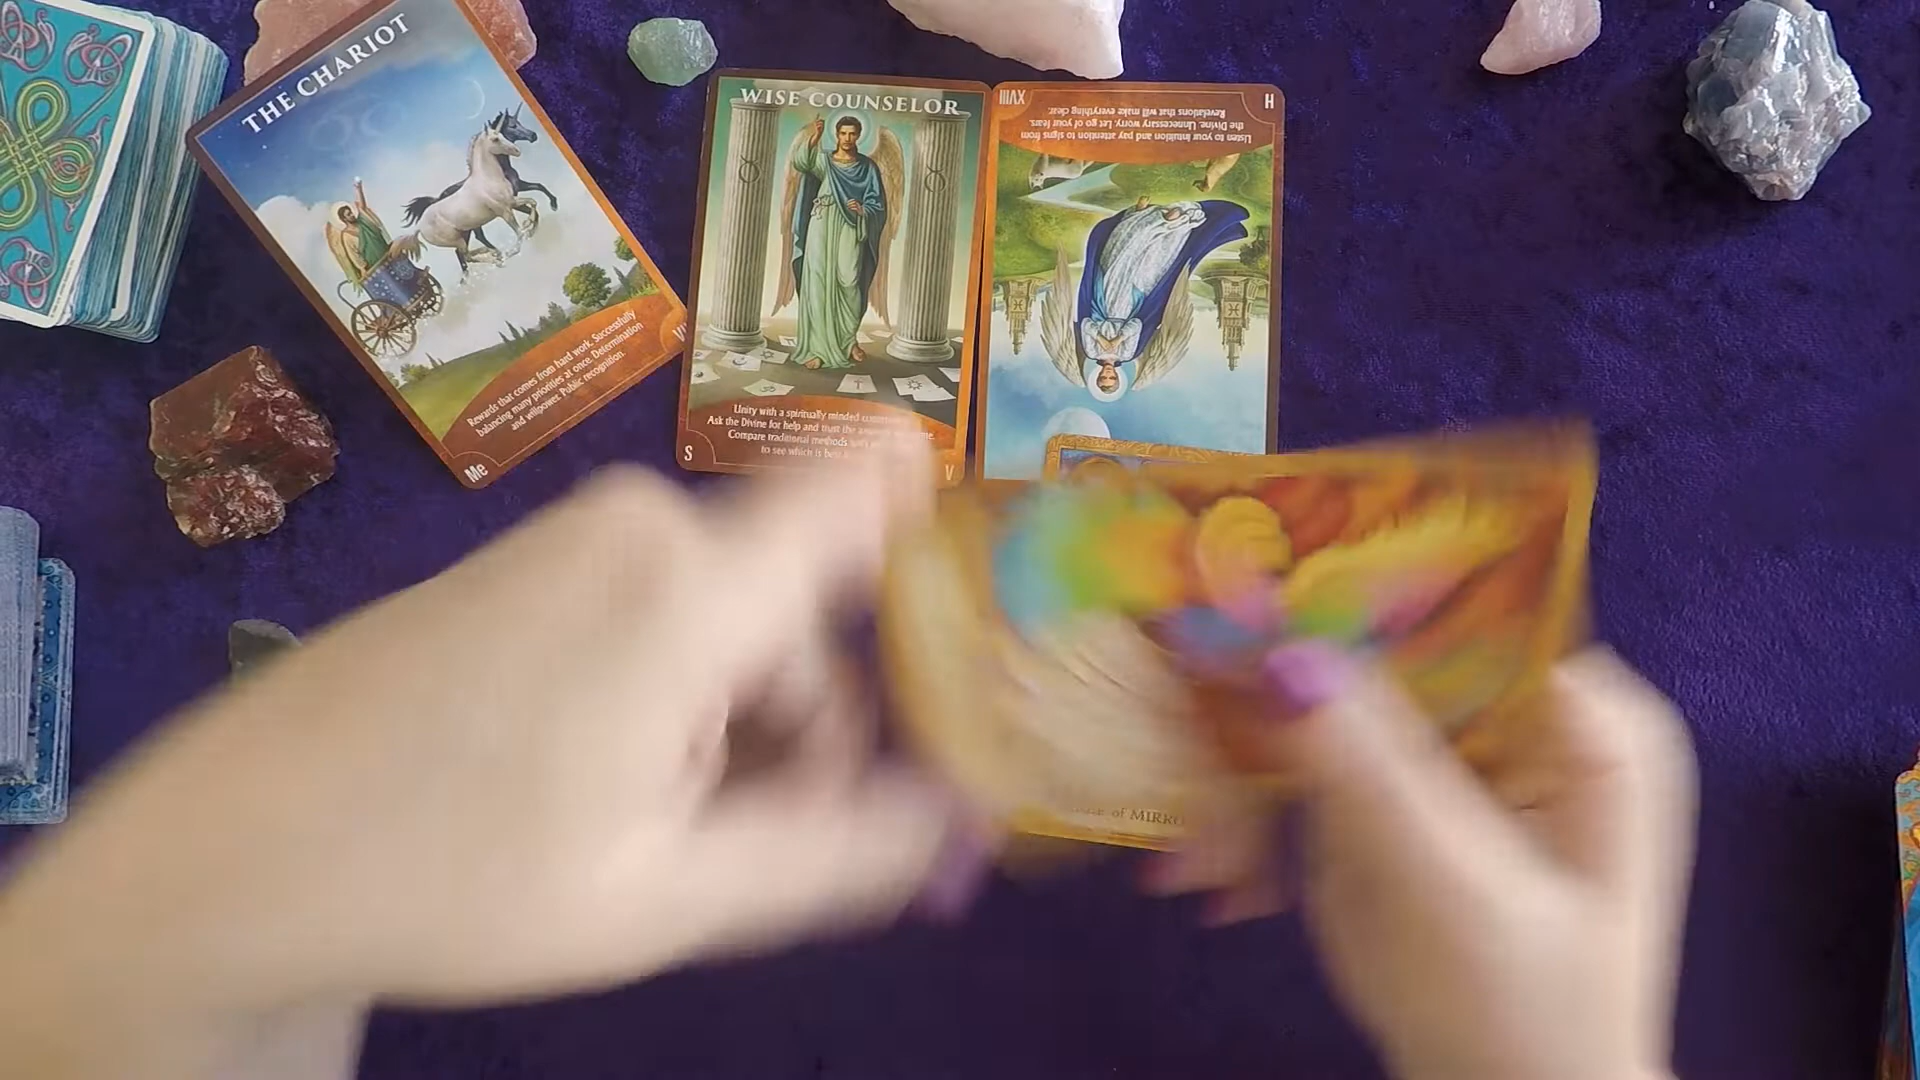 THE CHARIOT
Rewards that comes from hard work. Successfully
balancing many priorities at once. Determination
and willpower. Public recognition.
Me
VII
WISE COUNSELOR
Unity with a spiritually minded
Ask the Divine for help and trust the
Compare traditional methods
to see which is best
S
V
XVIII
H
Listen to your intuition and pay attention to signs from
the Divine. Unnecessary worry. Let go of your fears.
Revelations that will make everything clear.
of MIRRO